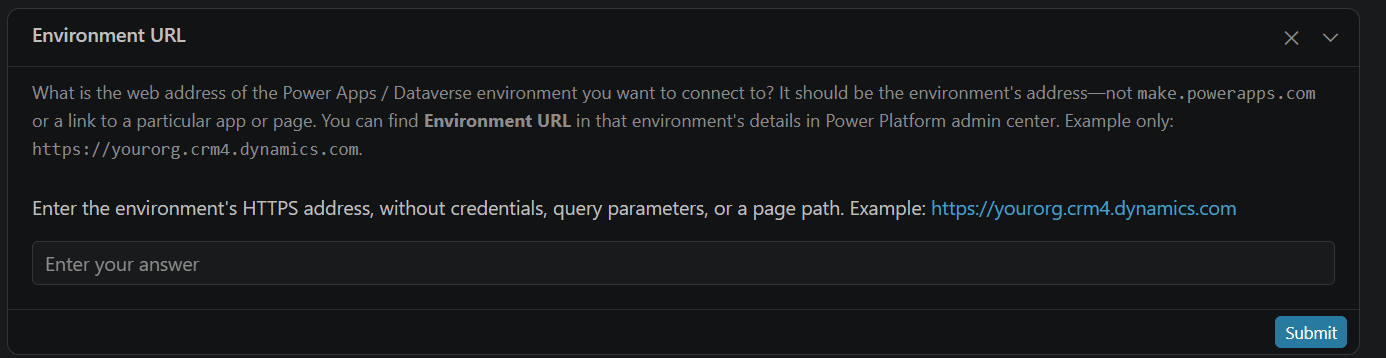 Environment URL
What is the web address of the Power Apps / Dataverse environment you want to connect to? It should be the environment's address—not make.powerapps.com
or a link to a particular app or page. You can find Environment URL in that environment's details in Power Platform admin center. Example only:
https://yourorg.crm4.dynamics.com.
Enter the environment's HTTPS address, without credentials, query parameters, or a page path. Example: https://yourorg.crm4.dynamics.com
Enter your answer
Submit